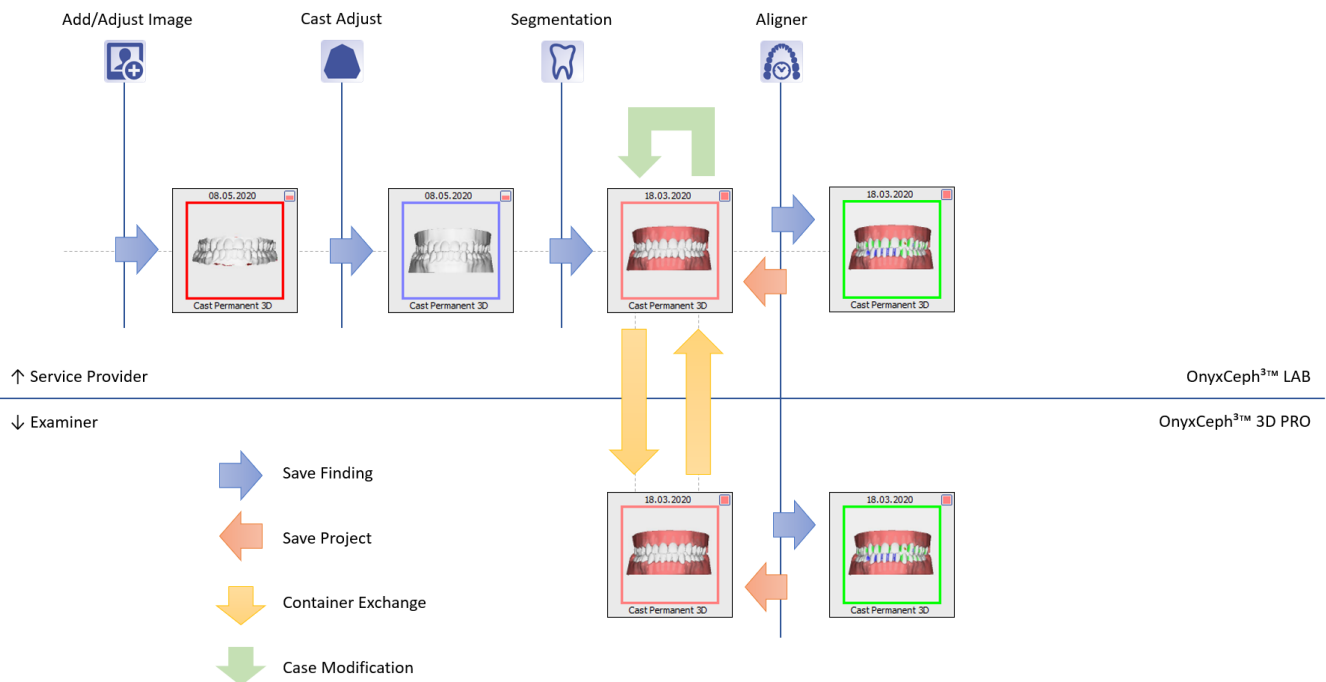 Add/Adjust Image
Cast Adjust
Segmentation
Aligner
08.05.2020
08.05.2020
18.03.2020
18.03.2020
Cast Permanent 3D
Cast Permanent 3D
Cast Permanent 3D
Cast Permanent 3D
↑ Service Provider
OnyxCeph³™ LAB
↓ Examiner
OnyxCeph³™ 3D PRO
Save Finding
Save Project
Container Exchange
Case Modification
18.03.2020
18.03.2020
Cast Permanent 3D
Cast Permanent 3D